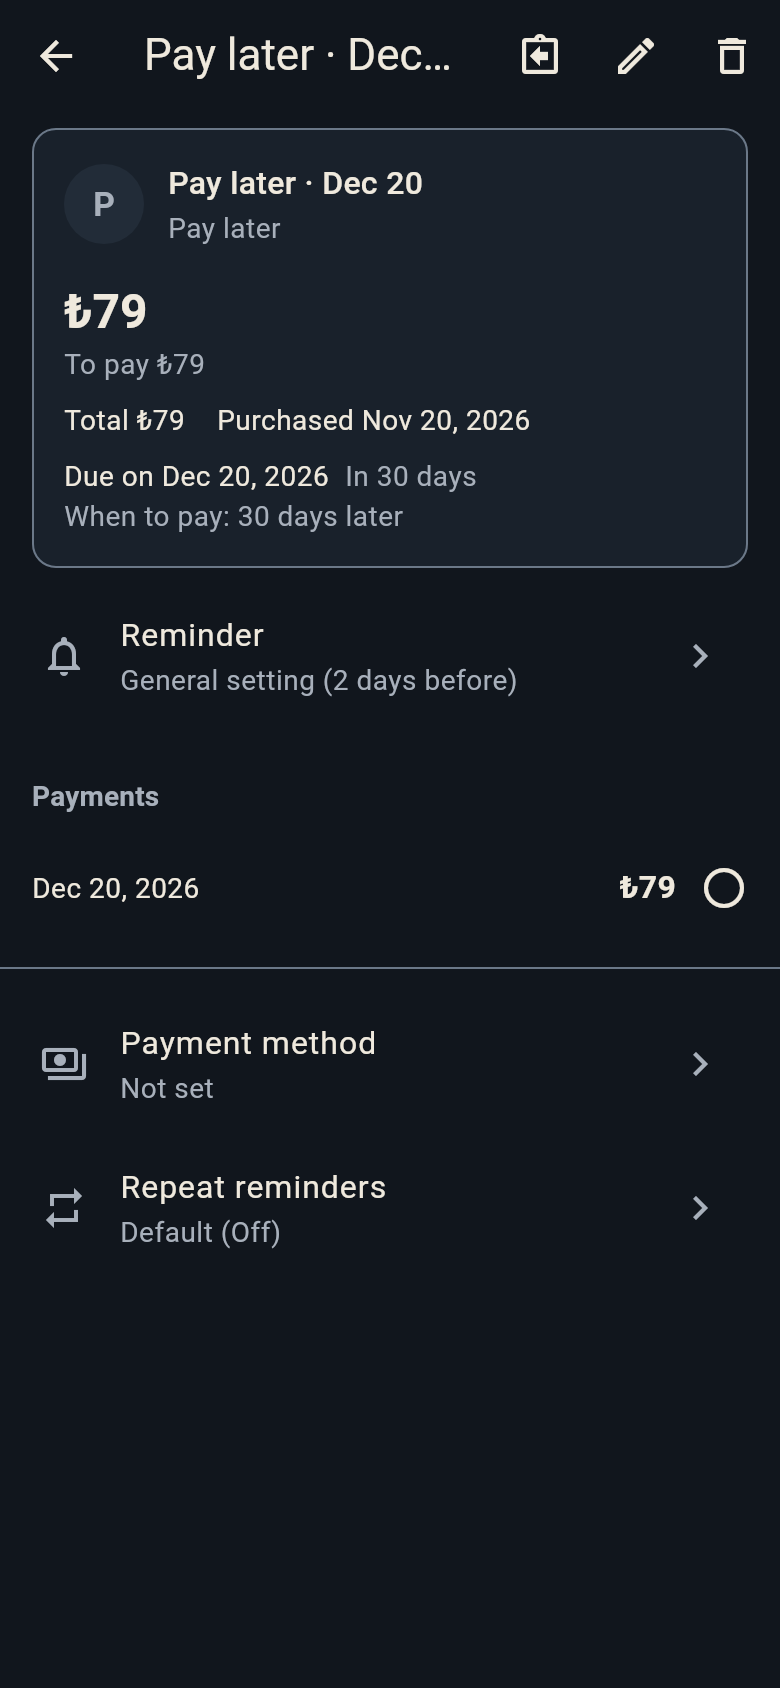 Pay later · Dec...
P
Pay later · Dec 20
Pay later
₺79
To pay ₺79
Total ₺79 Purchased Nov 20, 2026
Due on Dec 20, 2026 In 30 days
When to pay: 30 days later
Reminder
General setting (2 days before)
Payments
Dec 20, 2026 ₺79
Payment method
Not set
Repeat reminders
Default (Off)